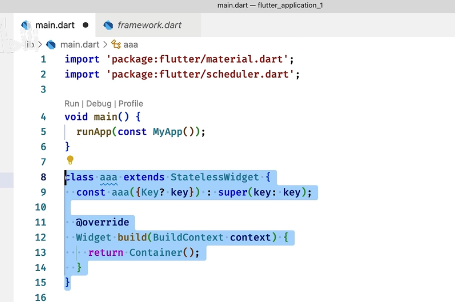 main.dart — flutter_application_1
main.dart framework.dart
lib > main.dart > aaa
1 import 'package:flutter/material.dart';
2 import 'package:flutter/scheduler.dart';
3
Run | Debug | Profile
4 void main() {
5 runApp(const MyApp());
6 }
7
8 class aaa extends StatelessWidget {
9 const aaa({Key? key}) : super(key: key);
10
11 @override
12 Widget build(BuildContext context) {
13 return Container();
14 }
15 }
16